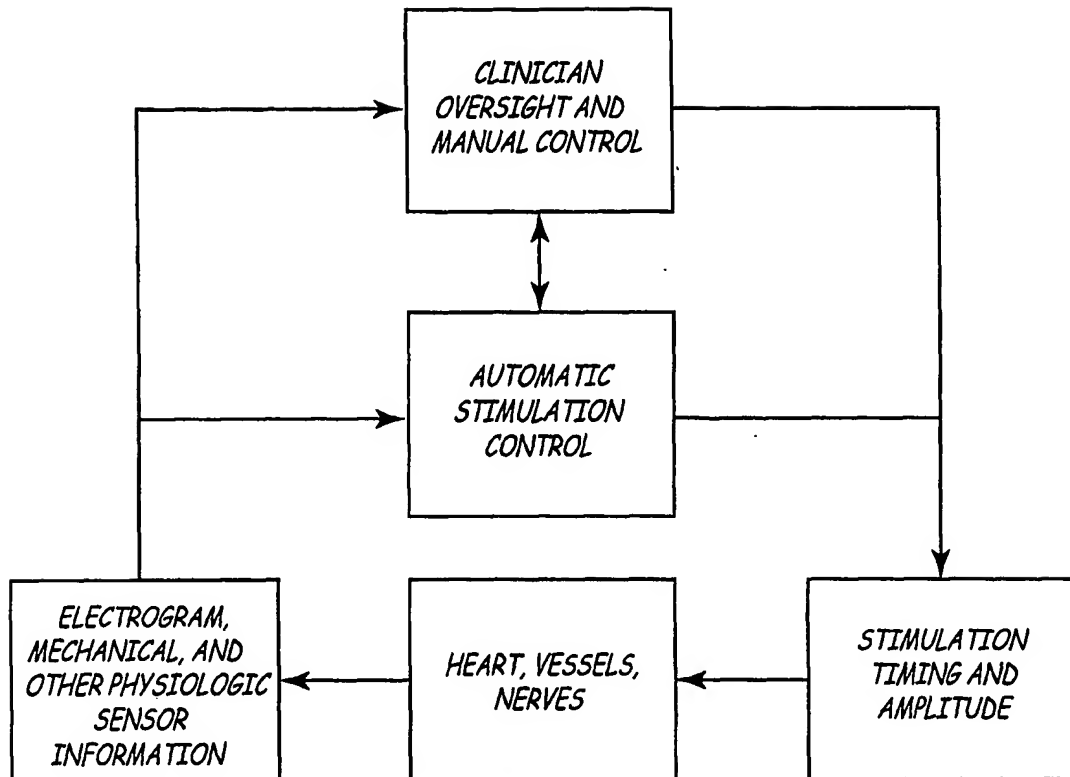 CLINICIAN
OVERSIGHT AND
MANUAL CONTROL
AUTOMATIC
STIMULATION
CONTROL
ELECTROGRAM,
MECHANICAL, AND
OTHER PHYSIOLOGIC
SENSOR
INFORMATION
HEART, VESSELS,
NERVES
STIMULATION
TIMING AND
AMPLITUDE